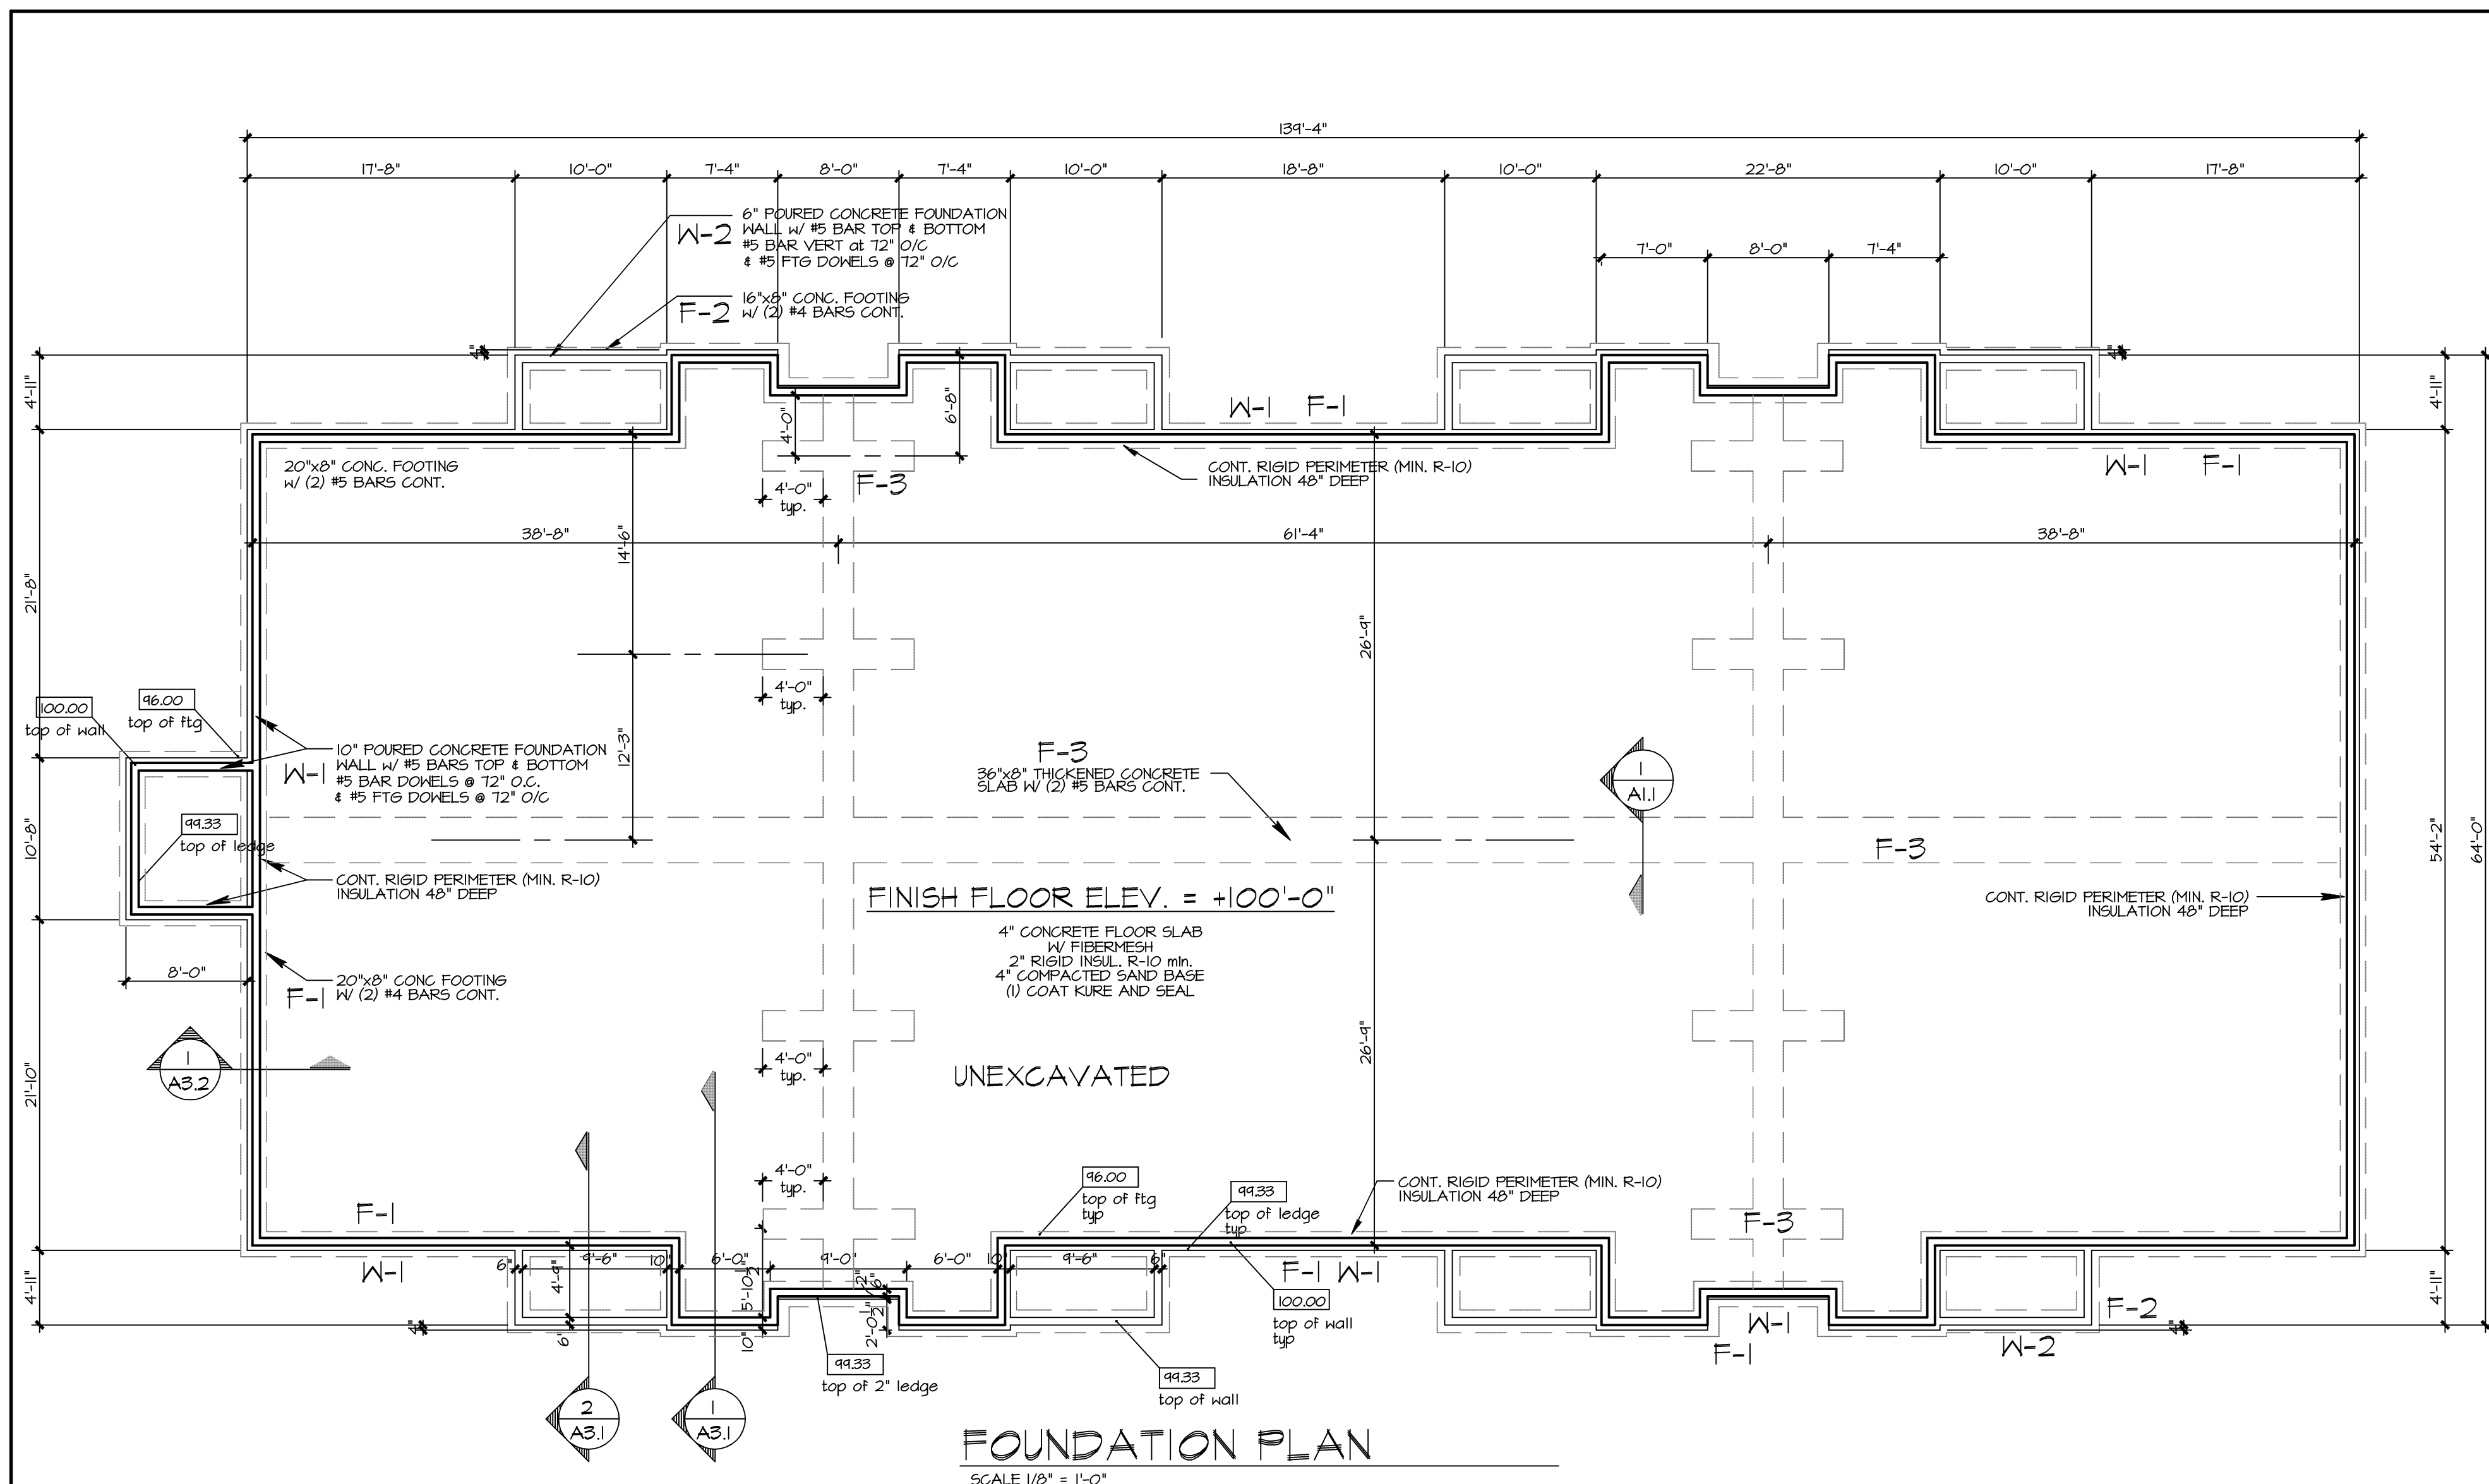 139'-4"
17'-8" 10'-0" 7'-4" 8'-0" 7'-4" 10'-0" 18'-8" 10'-0" 22'-8" 10'-0" 17'-8"
W-2
6" POURED CONCRETE FOUNDATION
WALL w/ #5 BAR TOP & BOTTOM
#5 BAR VERT at 72" O/C
& #5 FTG DOWELS @ 72" O/C
7'-0" 8'-0" 7'-4"
F-2
16"x8" CONC. FOOTING
w/ (2) #4 BARS CONT.
4"
4"
4'-11"
4'-11"
4'-0"
6'-8"
W-1 F-1
20"x8" CONC. FOOTING
w/ (2) #5 BARS CONT.
CONT. RIGID PERIMETER (MIN. R-10)
INSULATION 48" DEEP
W-1 F-1
4'-0"
typ.
F-3
38'-8" 61'-4" 38'-8"
14'-6"
21'-8"
26'-9"
4'-0"
typ.
100.00
top of wall
96.00
top of ftg
12'-3"
W-1
10" POURED CONCRETE FOUNDATION
WALL w/ #5 BARS TOP & BOTTOM
#5 BAR DOWELS @ 72" O.C.
& #5 FTG DOWELS @ 72" O/C
F-3
36"x8" THICKENED CONCRETE
SLAB W/ (2) #5 BARS CONT.
1
A1.1
99.33
top of ledge
10'-8"
F-3
54'-2"
64'-0"
CONT. RIGID PERIMETER (MIN. R-10)
INSULATION 48" DEEP
FINISH FLOOR ELEV. = +100'-0"
4" CONCRETE FLOOR SLAB
W/ FIBERMESH
2" RIGID INSUL. R-10 min.
4" COMPACTED SAND BASE
(1) COAT KURE AND SEAL
CONT. RIGID PERIMETER (MIN. R-10)
INSULATION 48" DEEP
8'-0"
F-1
20"x8" CONC FOOTING
W/ (2) #4 BARS CONT.
1
A3.2
21'-10"
4'-0"
typ.
26'-9"
UNEXCAVATED
4'-0"
typ.
96.00
top of ftg
typ
99.33
top of ledge
typ
CONT. RIGID PERIMETER (MIN. R-10)
INSULATION 48" DEEP
F-1
W-1
F-3
6" 9'-6" 10" 6'-0" 9'-0" 6'-0" 10" 9'-6" 6"
4'-9"
6"
F-1 W-1
100.00
top of wall
typ
4'-11"
4"
10"
4'-11"
4"
W-1
F-1
F-2
W-2
99.33
top of 2" ledge
99.33
top of wall
2
A3.1
1
A3.1
FOUNDATION PLAN
SCALE 1/8" = 1'-0"